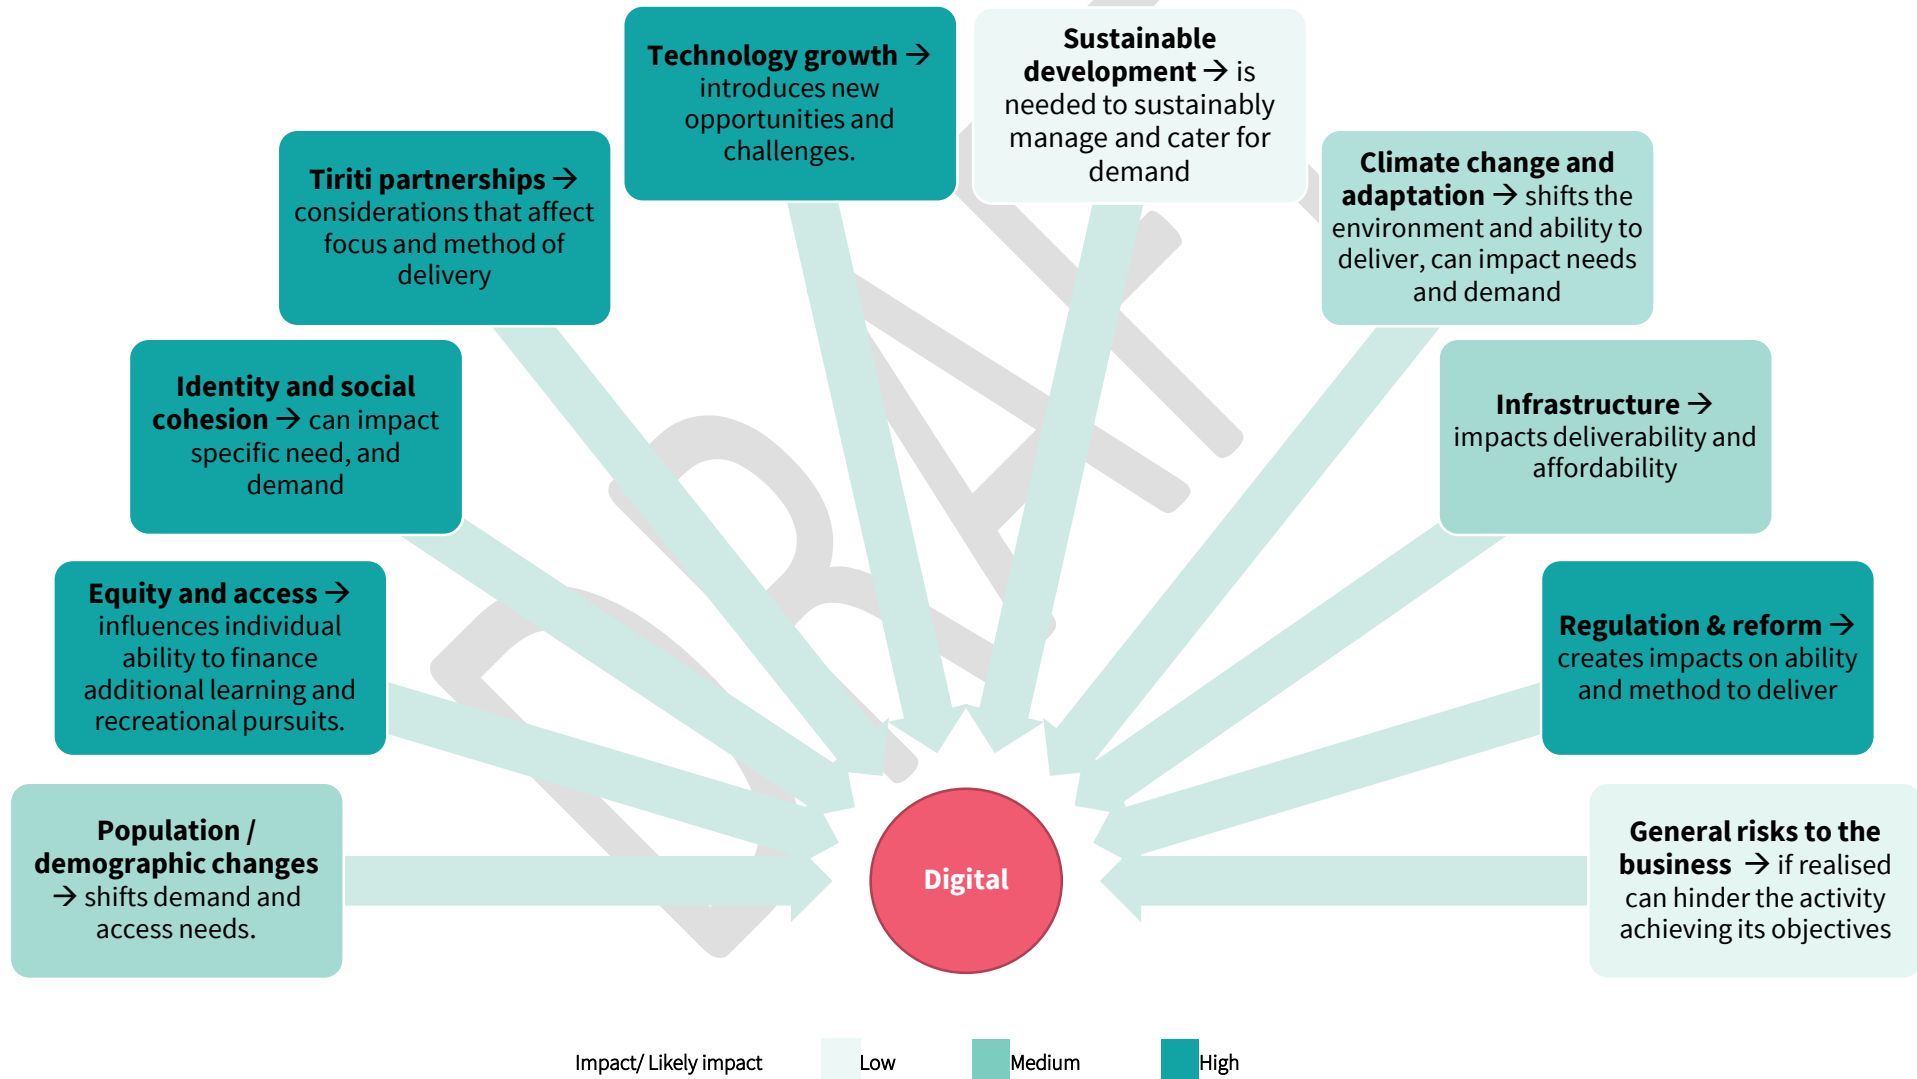 Technology growth →
introduces new
opportunities and
challenges.
Sustainable
development → is
needed to sustainably
manage and cater for
demand
Tiriti partnerships →
considerations that affect
focus and method of
delivery
Climate change and
adaptation → shifts the
environment and ability to
deliver, can impact needs
and demand
Identity and social
cohesion → can impact
specific need, and
demand
Infrastructure →
impacts deliverability and
affordability
Equity and access →
influences individual
ability to finance
additional learning and
recreational pursuits.
Regulation & reform →
creates impacts on ability
and method to deliver
Population /
demographic changes
→ shifts demand and
access needs.
General risks to the
business → if realised
can hinder the activity
achieving its objectives
Digital
DRAFT
Impact/ Likely impact
Low
Medium
High